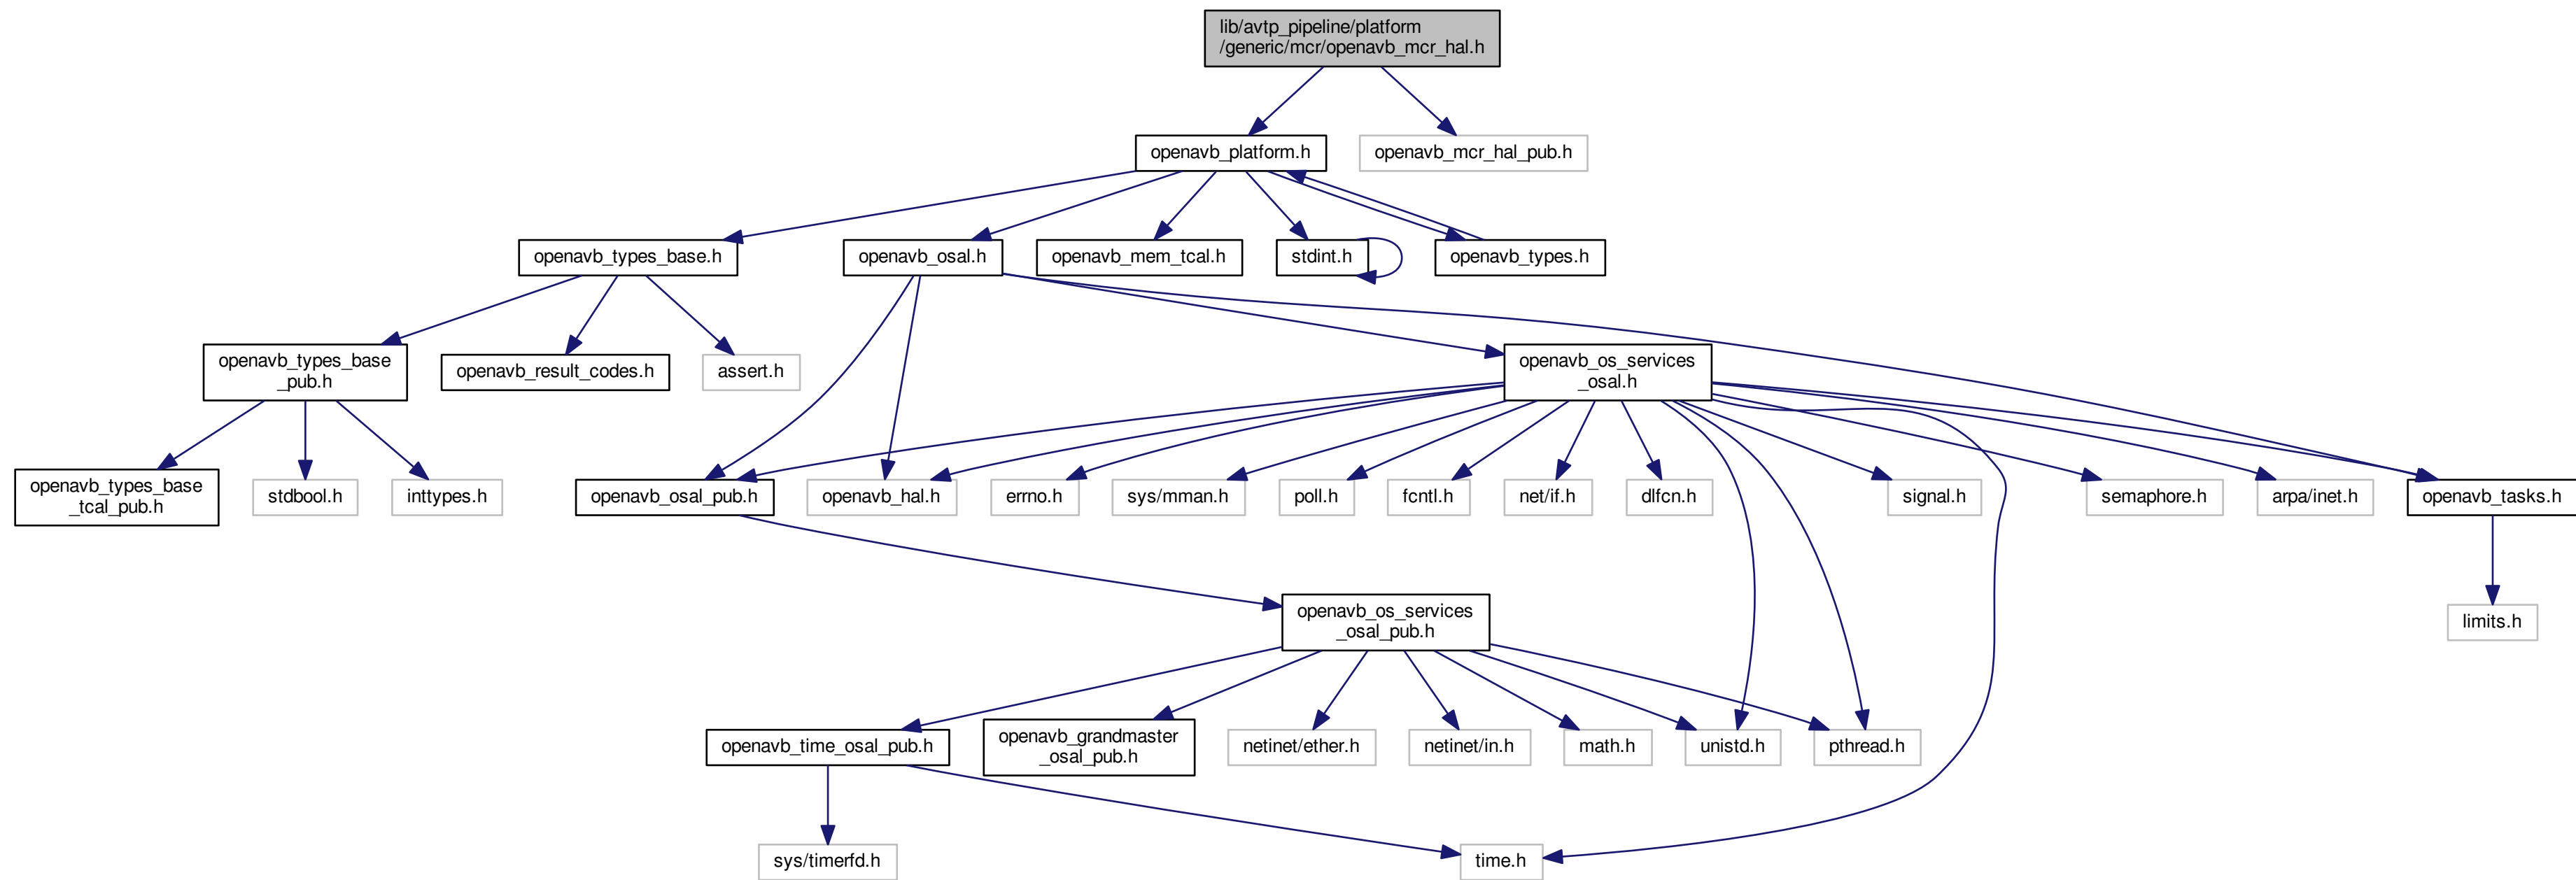 lib/avtp_pipeline/platform
/generic/mcr/openavb_mcr_hal.h
openavb_platform.h
openavb_mcr_hal_pub.h
openavb_types_base.h
openavb_osal.h
openavb_mem_tcal.h
stdint.h
openavb_types.h
openavb_types_base
_pub.h
openavb_result_codes.h
assert.h
openavb_os_services
_osal.h
openavb_types_base
_tcal_pub.h
stdbool.h
inttypes.h
openavb_osal_pub.h
openavb_hal.h
errno.h
sys/mman.h
poll.h
fcntl.h
net/if.h
dlfcn.h
signal.h
semaphore.h
arpa/inet.h
openavb_tasks.h
openavb_os_services
_osal_pub.h
limits.h
openavb_time_osal_pub.h
openavb_grandmaster
_osal_pub.h
netinet/ether.h
netinet/in.h
math.h
unistd.h
pthread.h
sys/timerfd.h
time.h